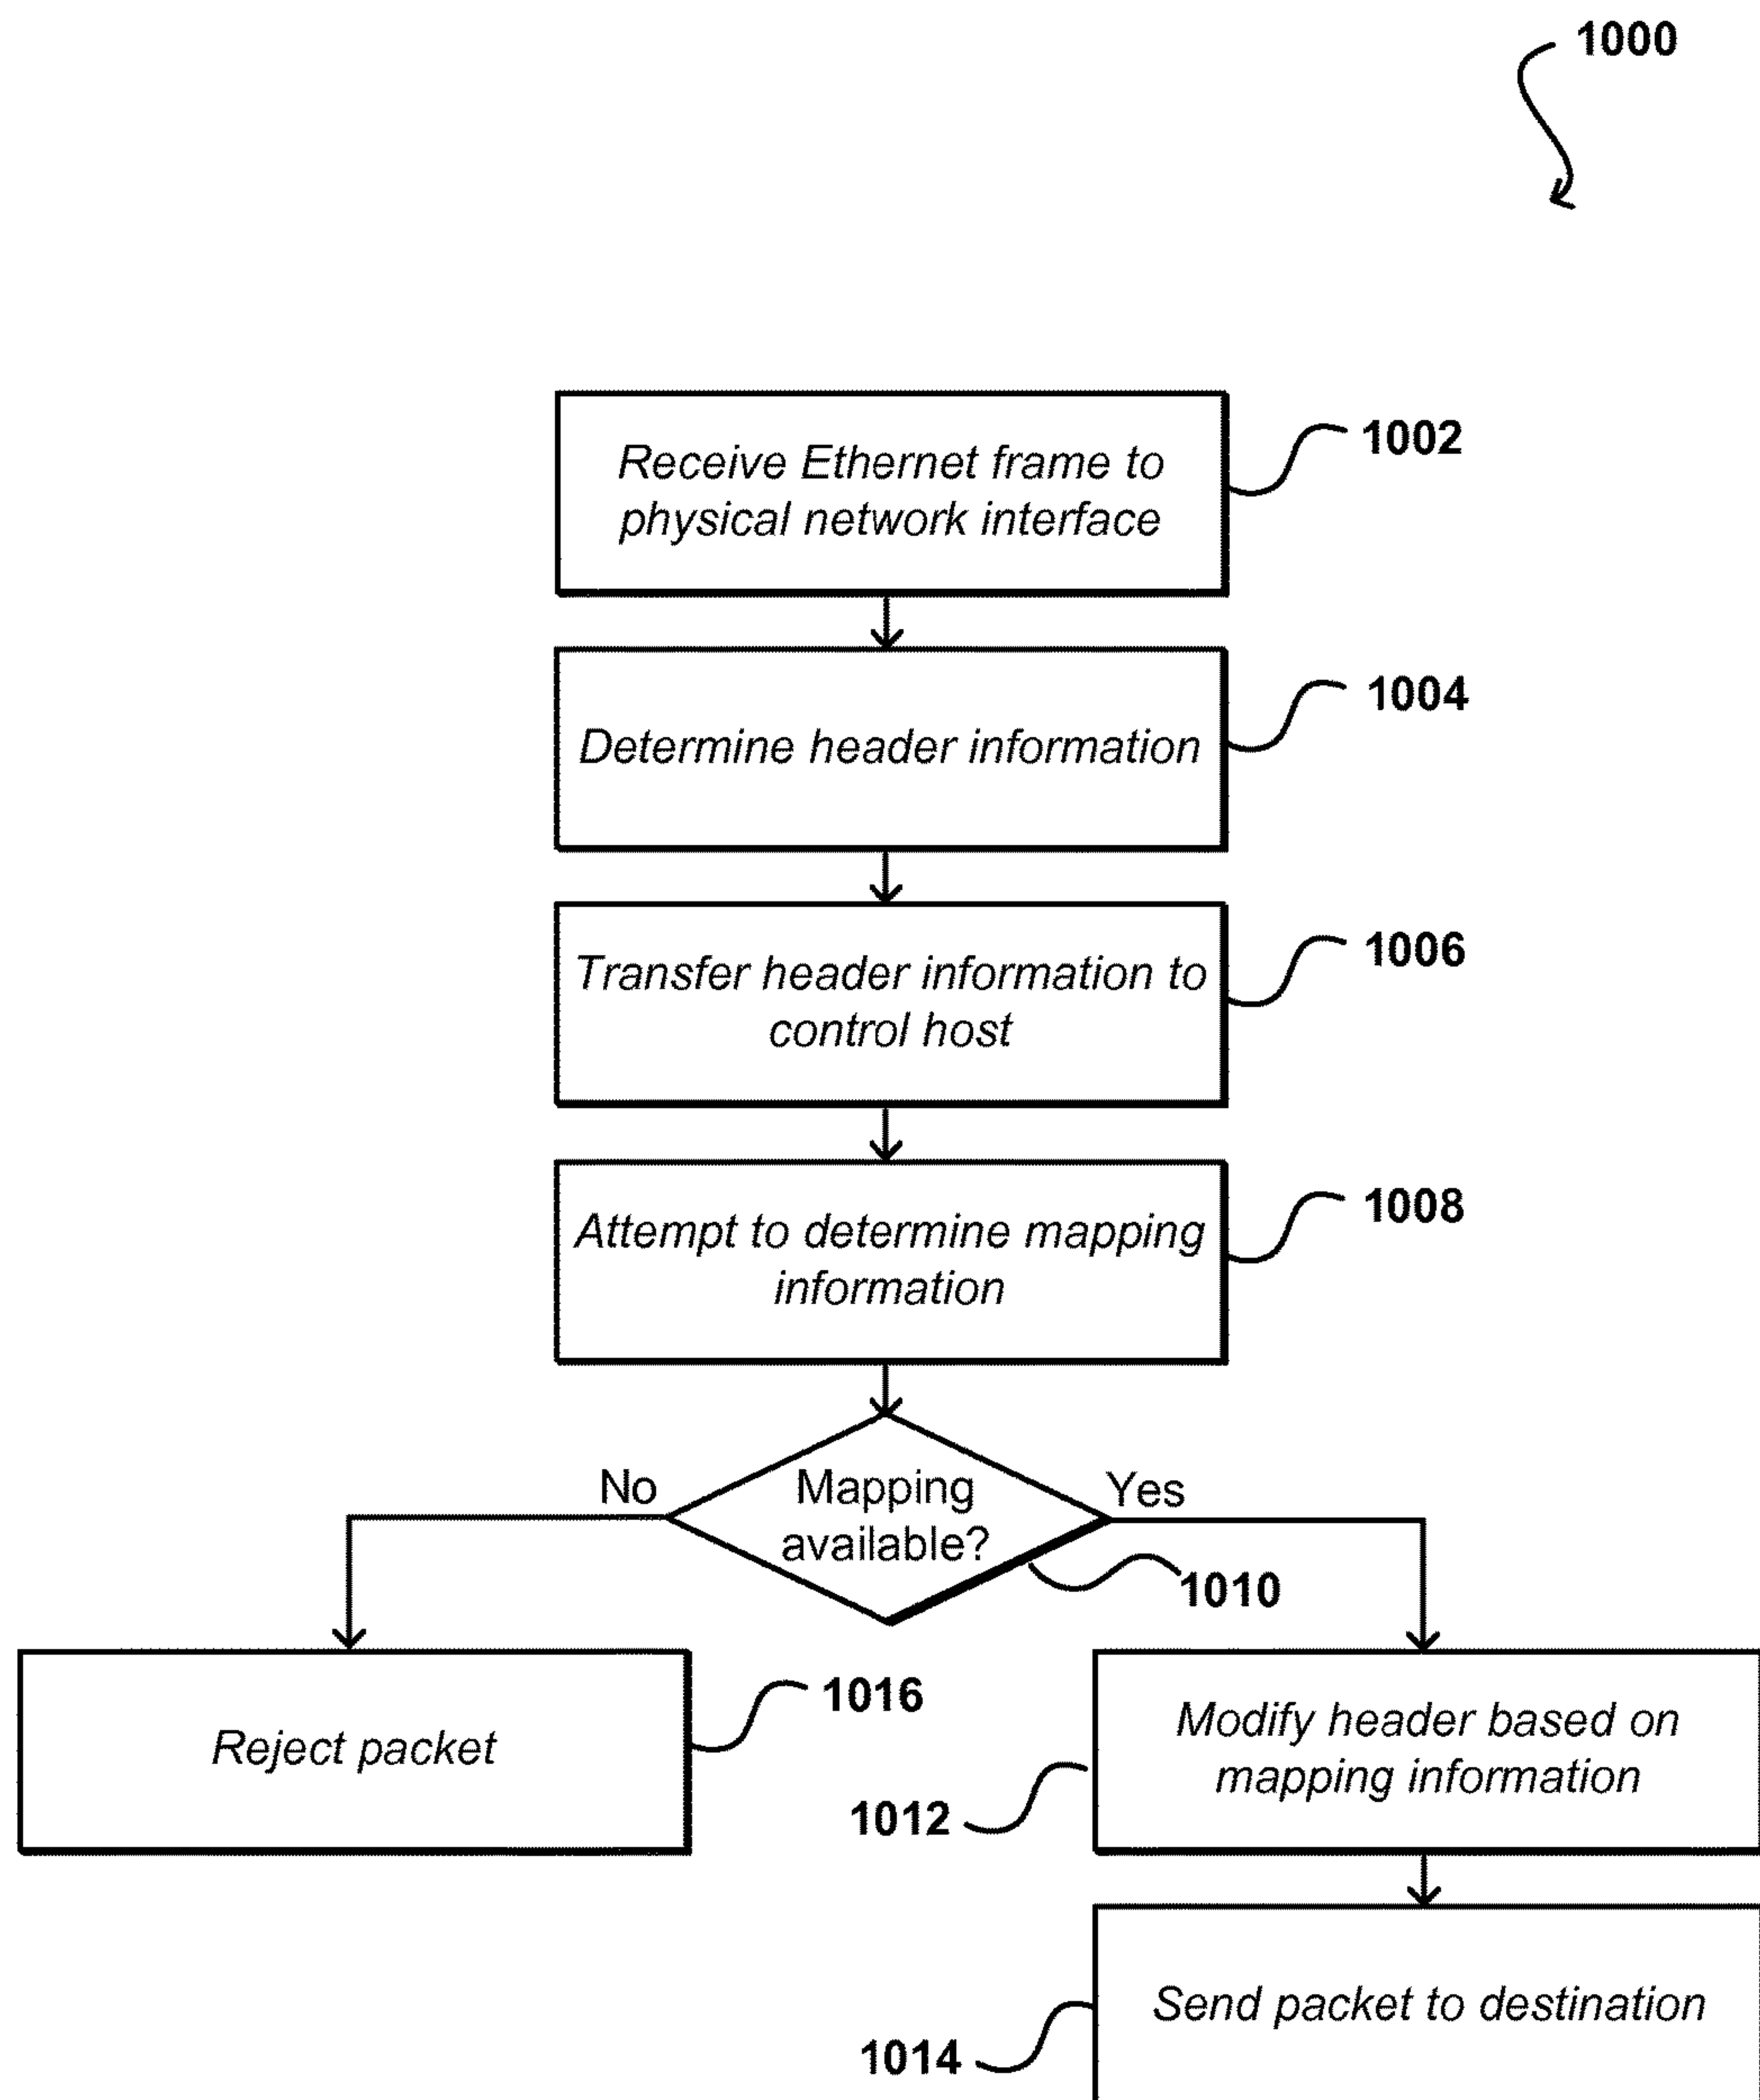 1000
Receive Ethernet frame to
physical network interface
1002
Determine header information
1004
Transfer header information to
control host
1006
Attempt to determine mapping
information
1008
No
Mapping
available?
Yes
1010
Reject packet
1016
Modify header based on
mapping information
1012
Send packet to destination
1014